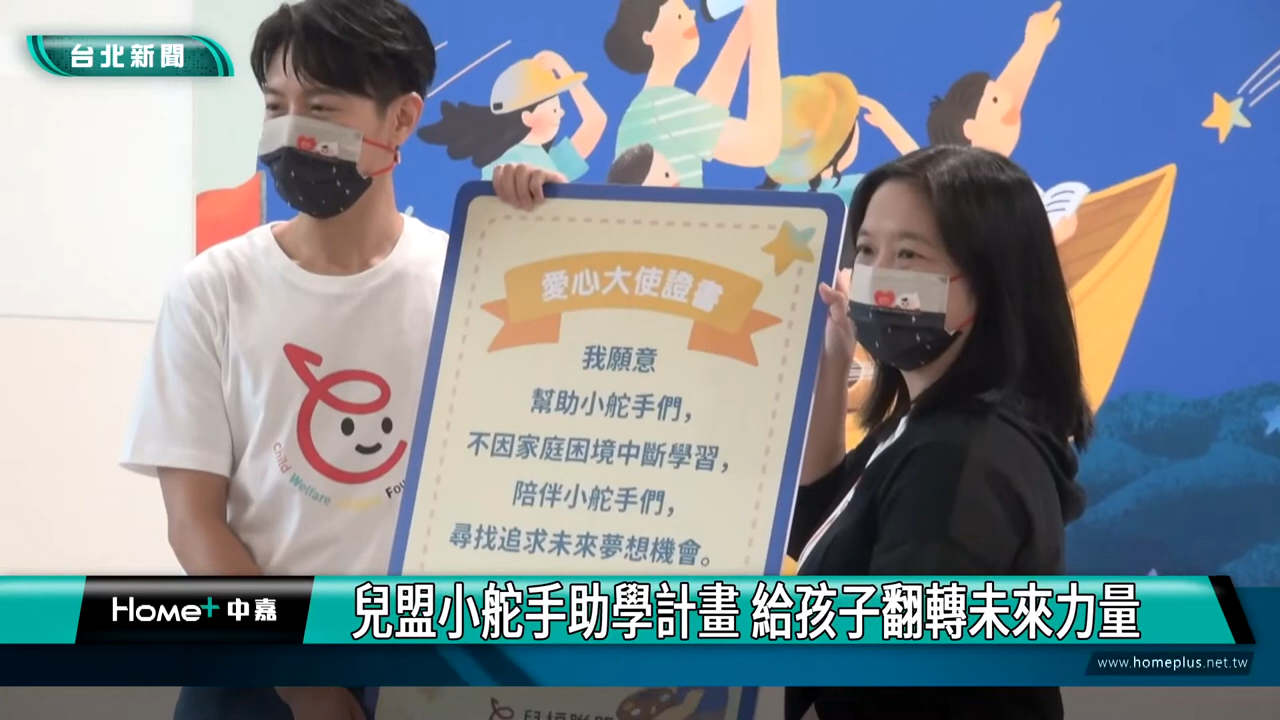 台北新聞
愛心大使證書
我願意
幫助小舵手們,
不因家庭困境中斷學習,
陪伴小舵手們,
尋找追求未來夢想機會。
Child Welfare
Home+中嘉
兒盟小舵手助學計畫 給孩子翻轉未來力量
www.homeplus.net.tw